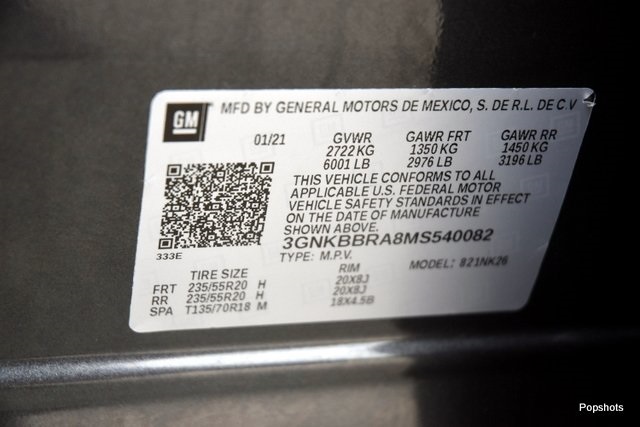 GM
MFD BY GENERAL MOTORS DE MEXICO, S. DE R.L. DE C V
01/21 GVWR GAWR FRT GAWR RR
2722 KG 1350 KG 1450 KG
6001 LB 2976 LB 3196 LB
THIS VEHICLE CONFORMS TO ALL
APPLICABLE U.S. FEDERAL MOTOR
VEHICLE SAFETY STANDARDS IN EFFECT
ON THE DATE OF MANUFACTURE
SHOWN ABOVE.
3GNKBBRA8MS540082
333E
TYPE: M.P.V. MODEL: 821NK26
TIRE SIZE RIM
FRT 235/55R20 H 20X8J
RR 235/55R20 H 20X8J
SPA T135/70R18 M 18X4.5B
Popshots